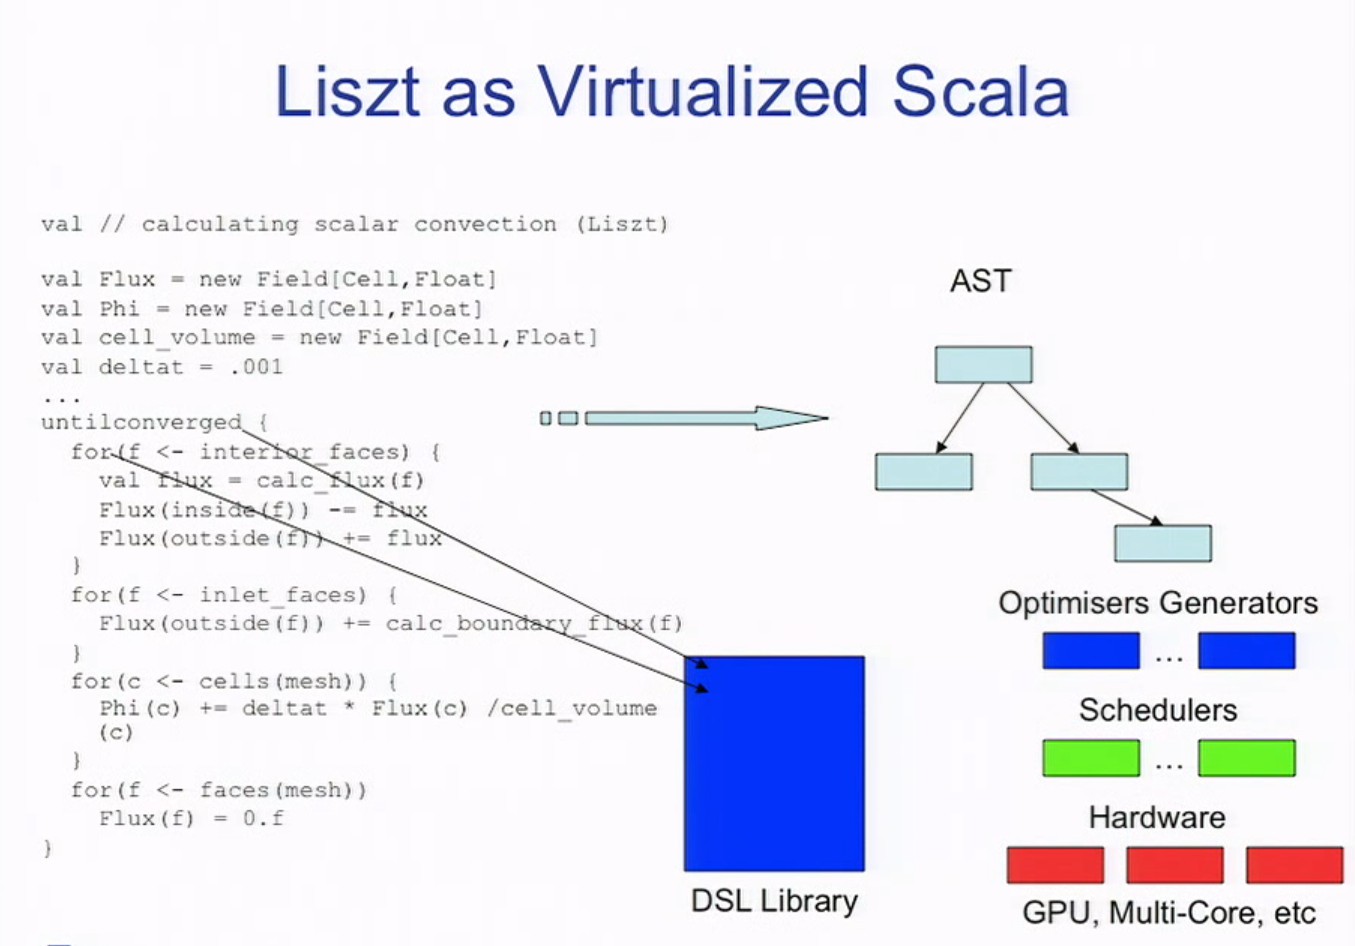 Liszt as Virtualized Scala
val // calculating scalar convection (Liszt)
val Flux = new Field[Cell,Float]
val Phi = new Field[Cell,Float]
val cell_volume = new Field[Cell,Float]
val deltat = .001
...
untilconverged {
for(f <- interior_faces) {
val flux = calc_flux(f)
Flux(inside(f)) -= flux
Flux(outside(f)) += flux
}
for(f <- inlet_faces) {
Flux(outside(f)) += calc_boundary_flux(f)
}
for(c <- cells(mesh)) {
Phi(c) += deltat * Flux(c) /cell_volume
(c)
}
for(f <- faces(mesh))
Flux(f) = 0.f
}
DSL Library
AST
Optimisers Generators
...
Schedulers
...
Hardware
GPU, Multi-Core, etc